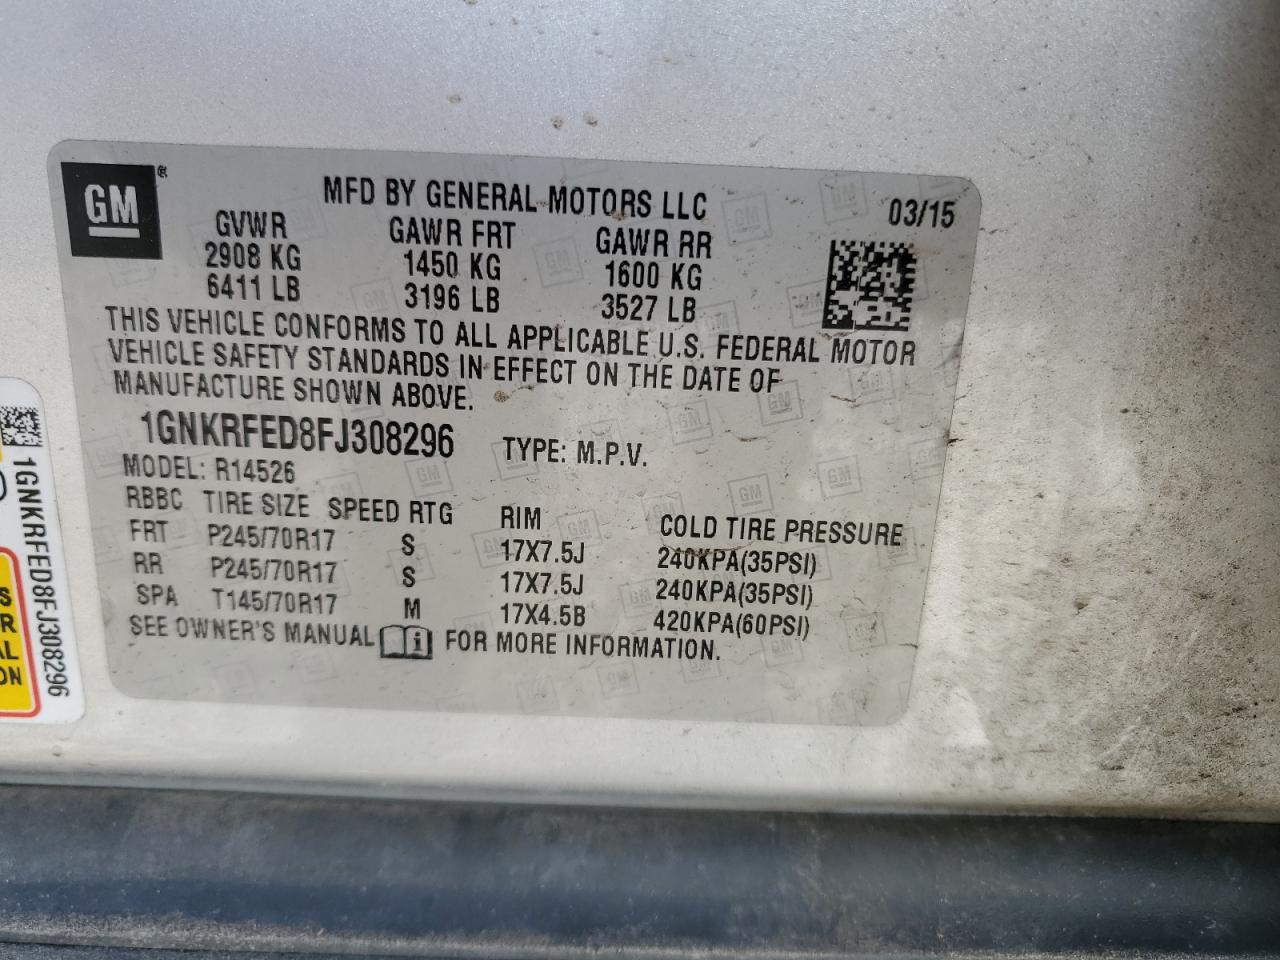 GM®
MFD BY GENERAL MOTORS LLC
03/15
GVWR GAWR FRT GAWR RR
2908 KG 1450 KG 1600 KG
6411 LB 3196 LB 3527 LB
THIS VEHICLE CONFORMS TO ALL APPLICABLE U.S. FEDERAL MOTOR
VEHICLE SAFETY STANDARDS IN EFFECT ON THE DATE OF
MANUFACTURE SHOWN ABOVE.
1GNKRFED8FJ308296 TYPE: M.P.V.
MODEL: R14526
RBBC TIRE SIZE SPEED RTG RIM COLD TIRE PRESSURE
FRT P245/70R17 S 17X7.5J 240KPA(35PSI)
RR P245/70R17 S 17X7.5J 240KPA(35PSI)
SPA T145/70R17 M 17X4.5B 420KPA(60PSI)
SEE OWNER'S MANUAL i FOR MORE INFORMATION.
1GNKRFED8FJ308296